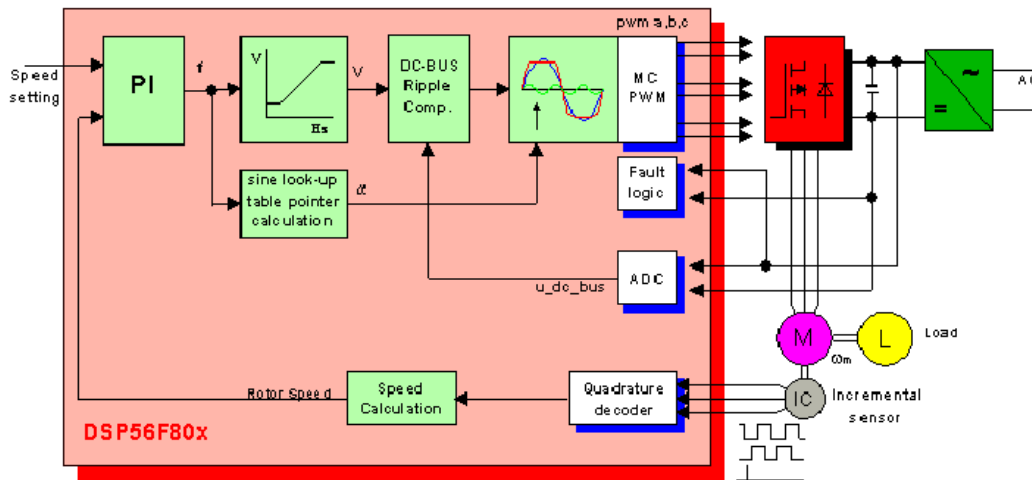 pwm a,b,c
Speed
setting
PI
f
V
Hs
V
DC-BUS
Ripple
Comp.
MC
PWM
~
=
AC
sine look-up
table pointer
calculation
Fault
logic
u_dc_bus
ADC
M
L
Load
ωm
Rotor Speed
Speed
Calculation
Quadrature
decoder
IC
Incremental
sensor
DSP56F80x